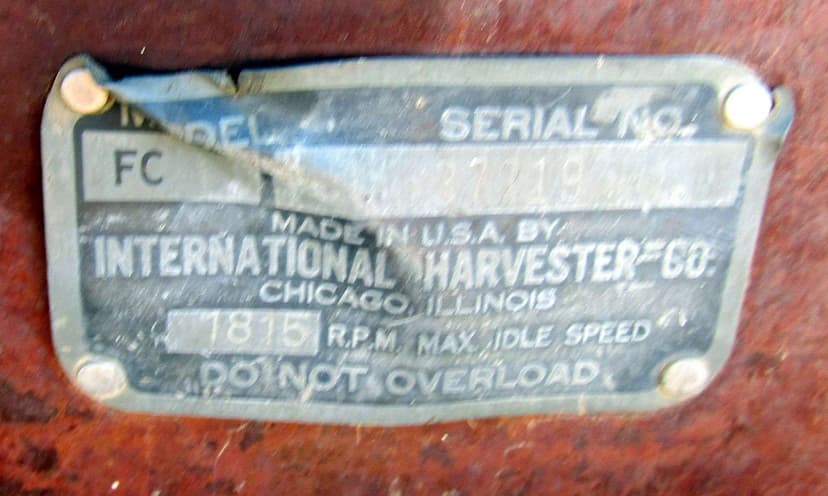 MODEL SERIAL NO.
FC
MADE IN U.S.A. BY
INTERNATIONAL HARVESTER CO.
CHICAGO, ILLINOIS
1815 R.P.M. MAX. IDLE SPEED
DO NOT OVERLOAD